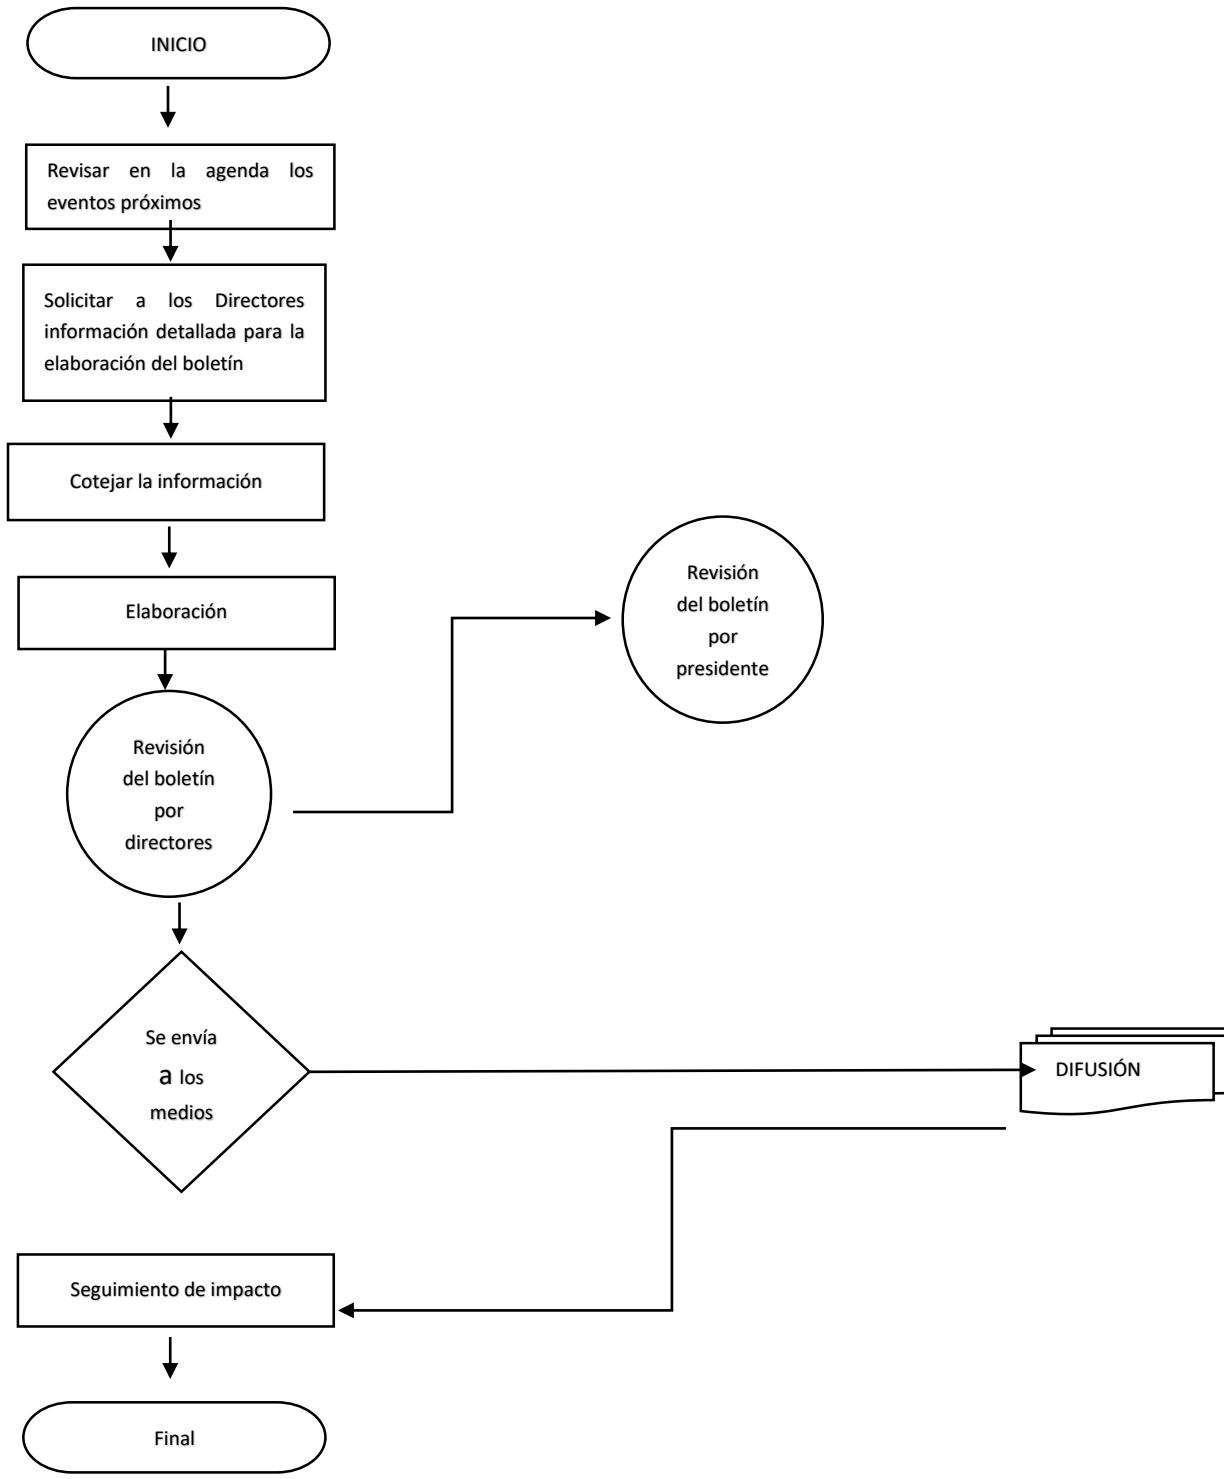 INICIO
Revisar en la agenda los
eventos próximos
Solicitar a los Directores
información detallada para la
elaboración del boletín
Cotejar la información
Elaboración
Revisión
del boletín
por
presidente
Revisión
del boletín
por
directores
Se envía
a los
medios
DIFUSIÓN
Seguimiento de impacto
Final